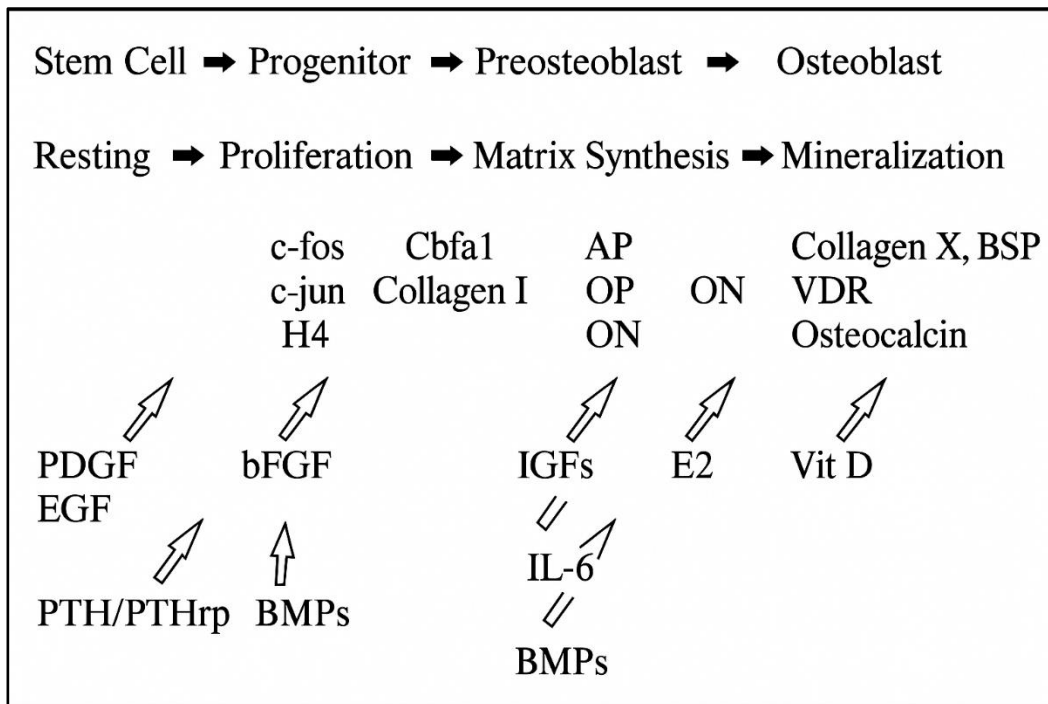 Stem Cell ➡ Progenitor ➡ Preosteoblast ➡ Osteoblast
Resting ➡ Proliferation ➡ Matrix Synthesis ➡ Mineralization
c-fos Cbfa1 AP Collagen X, BSP
c-jun Collagen I OP ON VDR
H4 ON Osteocalcin
PDGF bFGF IGFs E2 Vit D
EGF
IL-6
PTH/PTHrp BMPs
BMPs